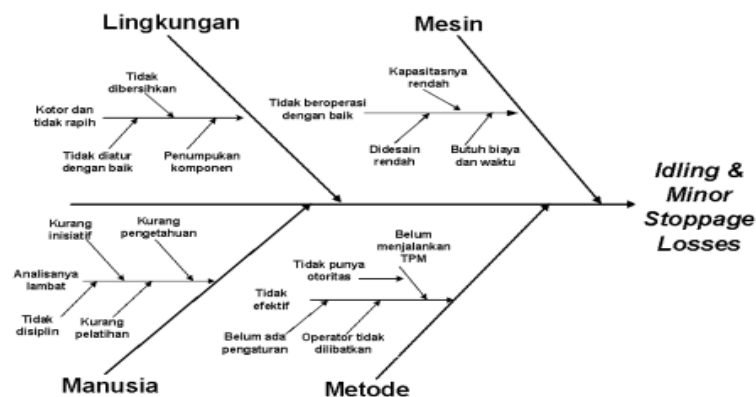 Lingkungan
Mesin
Tidak
dibersihkan
Kotor dan
tidak rapih
Tidak diatur
dengan baik
Penumpukan
komponen
Kapasitasnya
rendah
Tidak beroperasi
dengan baik
Didesain
rendah
Butuh biaya
dan waktu
Idling &
Minor
Stoppage
Losses
Kurang
inisiatif
Kurang
pengetahuan
Analisanya
lambat
Tidak
disiplin
Kurang
pelatihan
Belum
menjalankan
TPM
Tidak punya
otoritas
Tidak
efektif
Belum ada
pengaturan
Operator tidak
dilibatkan
Manusia
Metode